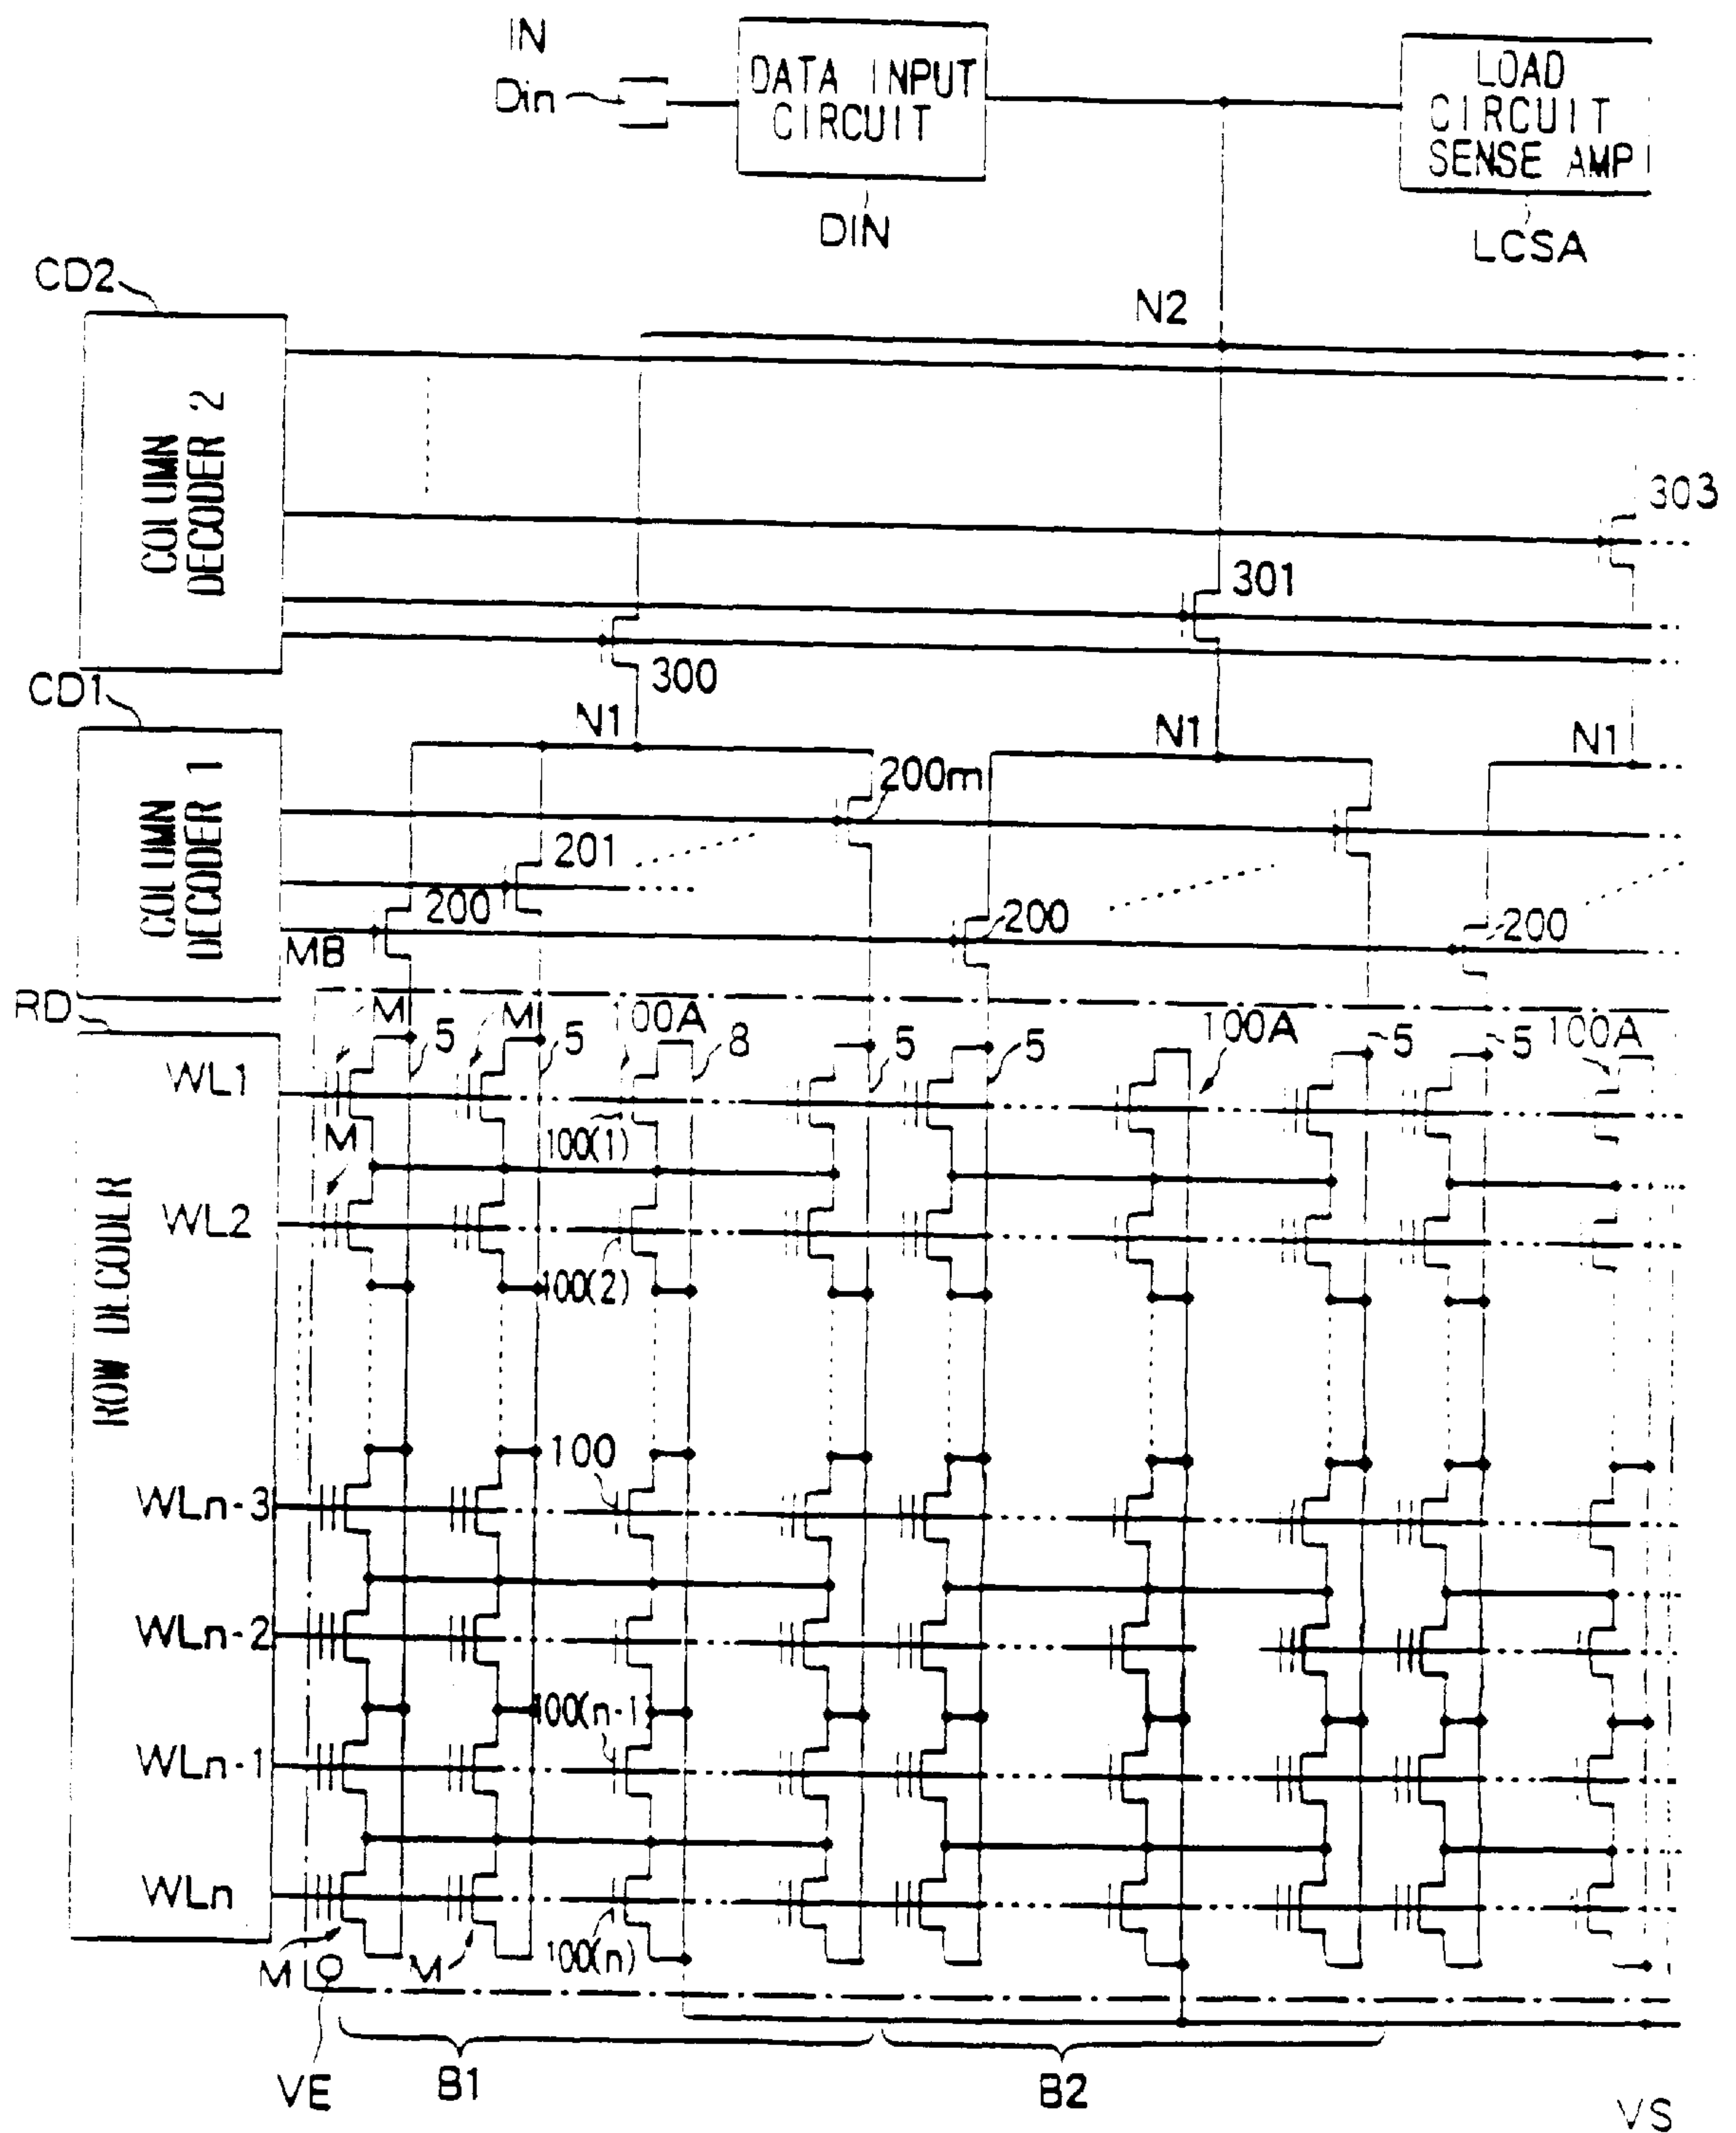 IN
Din
DATA INPUT
CIRCUIT
DIN
LOAD
CIRCUIT
SENSE AMP
LCSA
CD2
N2
COLUMN
DECODER 2
303
301
300
CD1
N1
N1
N1
COLUMN
DECODER 1
200m
201
200
200
200
MB
RD
M
M
100A
5
5
8
5
5
100A
5
5
100A
WL1
M
100(1)
WL2
100(2)
ROW DECODER
100
WLn-3
WLn-2
100(n-1)
WLn-1
WLn
100(n)
M
M
VE
B1
B2
VS